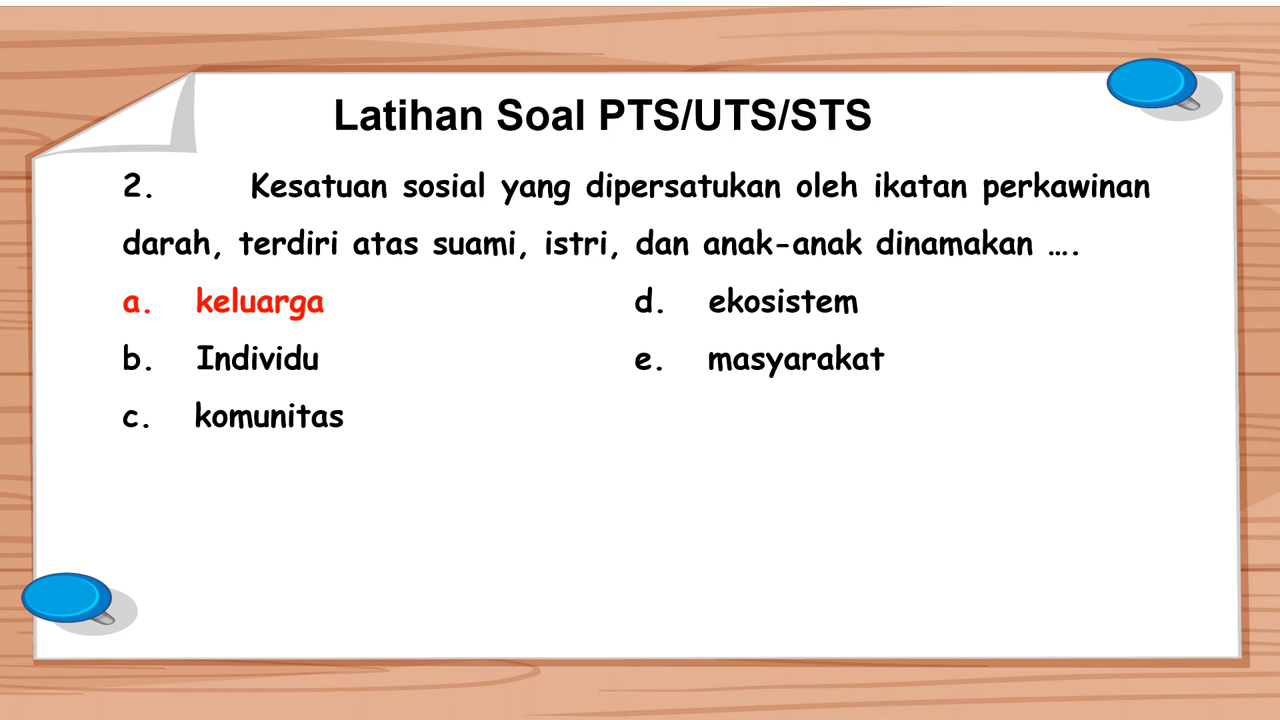 Latihan Soal PTS/UTS/STS
2. Kesatuan sosial yang dipersatukan oleh ikatan perkawinan
darah, terdiri atas suami, istri, dan anak-anak dinamakan ....
a. keluarga
d. ekosistem
b. Individu
e. masyarakat
c. komunitas